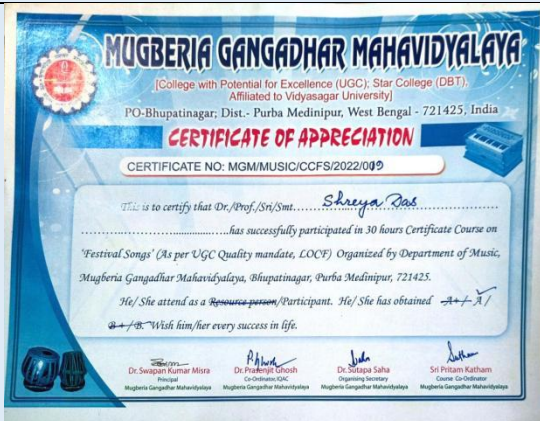 MUGBERIA GANGADHAR MAHAVIDYALAYA
[College with Potential for Excellence (UGC); Star College (DBT),
Affiliated to Vidyasagar University]
PO-Bhupatinagar; Dist.- Purba Medinipur, West Bengal - 721425, India
CERTIFICATE OF APPRECIATION
CERTIFICATE NO: MGM/MUSIC/CCFS/2022/009
This is to certify that Dr./Prof./Sri/Smt. Shreya Das
has successfully participated in 30 hours Certificate Course on
'Festival Songs' (As per UGC Quality mandate, LOCF) Organized by Department of Music,
Mugberia Gangadhar Mahavidyalaya, Bhupatinagar, Purba Medinipur, 721425.
He/ She attend as a Resource person/Participant. He/ She has obtained A+ / A /
B + / B. Wish him/her every success in life.
Dr. Swapan Kumar Misra Dr. Prasenjit Ghosh Dr. Sutapa Saha Sri Pritam Katham
Principal Co-Ordinator, IQAC Organising Secretary Course Co-Ordinator
Mugberia Gangadhar Mahavidyalaya Mugberia Gangadhar Mahavidyalaya Mugberia Gangadhar Mahavidyalaya Mugberia Gangadhar Mahavidyalaya